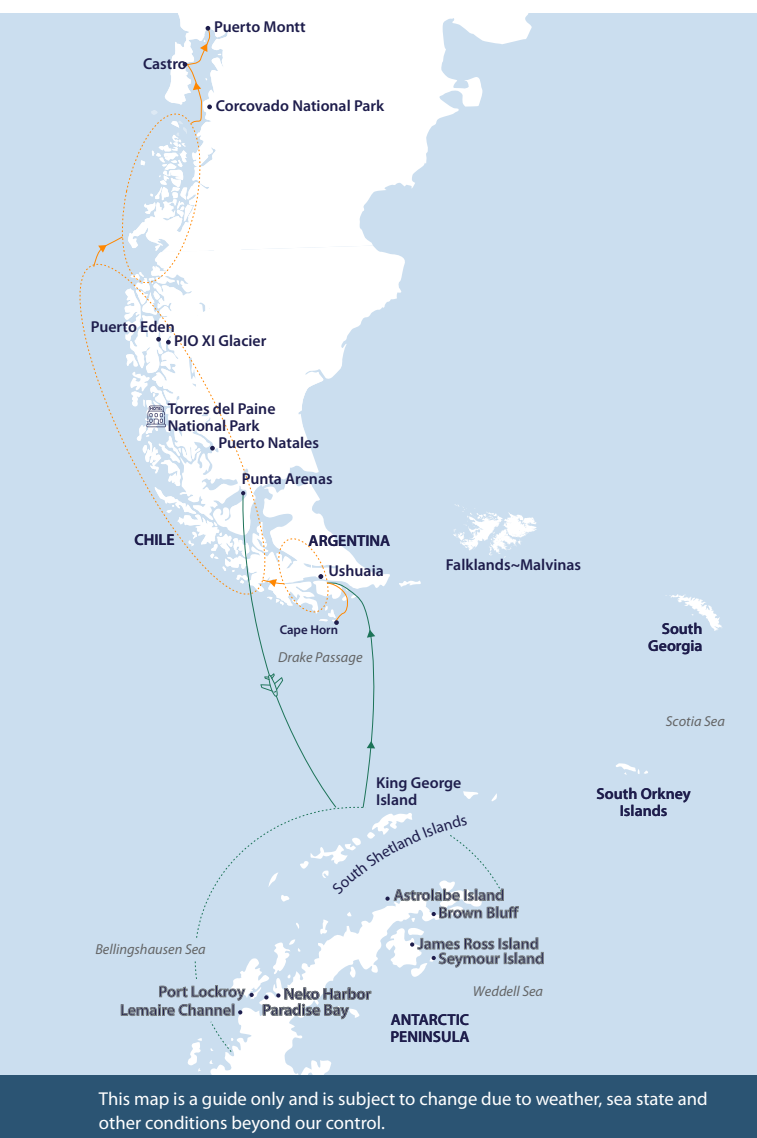 Puerto Montt
Castro
Corcovado National Park
Puerto Eden
PIO XI Glacier
Torres del Paine
National Park
Puerto Natales
Punta Arenas
CHILE
ARGENTINA
Ushuaia
Falklands~Malvinas
Cape Horn
South
Georgia
Drake Passage
Scotia Sea
King George
Island
South Orkney
Islands
South Shetland Islands
Astrolabe Island
Brown Bluff
James Ross Island
Seymour Island
Bellingshausen Sea
Weddell Sea
Port Lockroy
Neko Harbor
Lemaire Channel
Paradise Bay
ANTARCTIC
PENINSULA
This map is a guide only and is subject to change due to weather, sea state and
other conditions beyond our control.